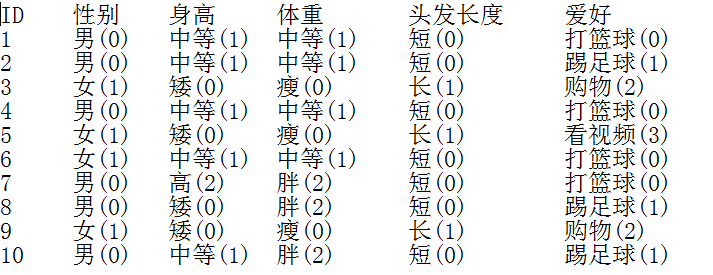 ID 性别 身高 体重 头发长度 爱好
1 男(0) 中等(1) 中等(1) 短(0) 打篮球(0)
2 男(0) 中等(1) 中等(1) 短(0) 踢足球(1)
3 女(1) 矮(0) 瘦(0) 长(1) 购物(2)
4 男(0) 中等(1) 中等(1) 短(0) 打篮球(0)
5 女(1) 矮(0) 瘦(0) 长(1) 看视频(3)
6 女(1) 中等(1) 中等(1) 短(0) 打篮球(0)
7 男(0) 高(2) 胖(2) 短(0) 打篮球(0)
8 男(0) 矮(0) 胖(2) 短(0) 踢足球(1)
9 女(1) 矮(0) 瘦(0) 长(1) 购物(2)
10 男(0) 中等(1) 胖(2) 短(0) 踢足球(1)